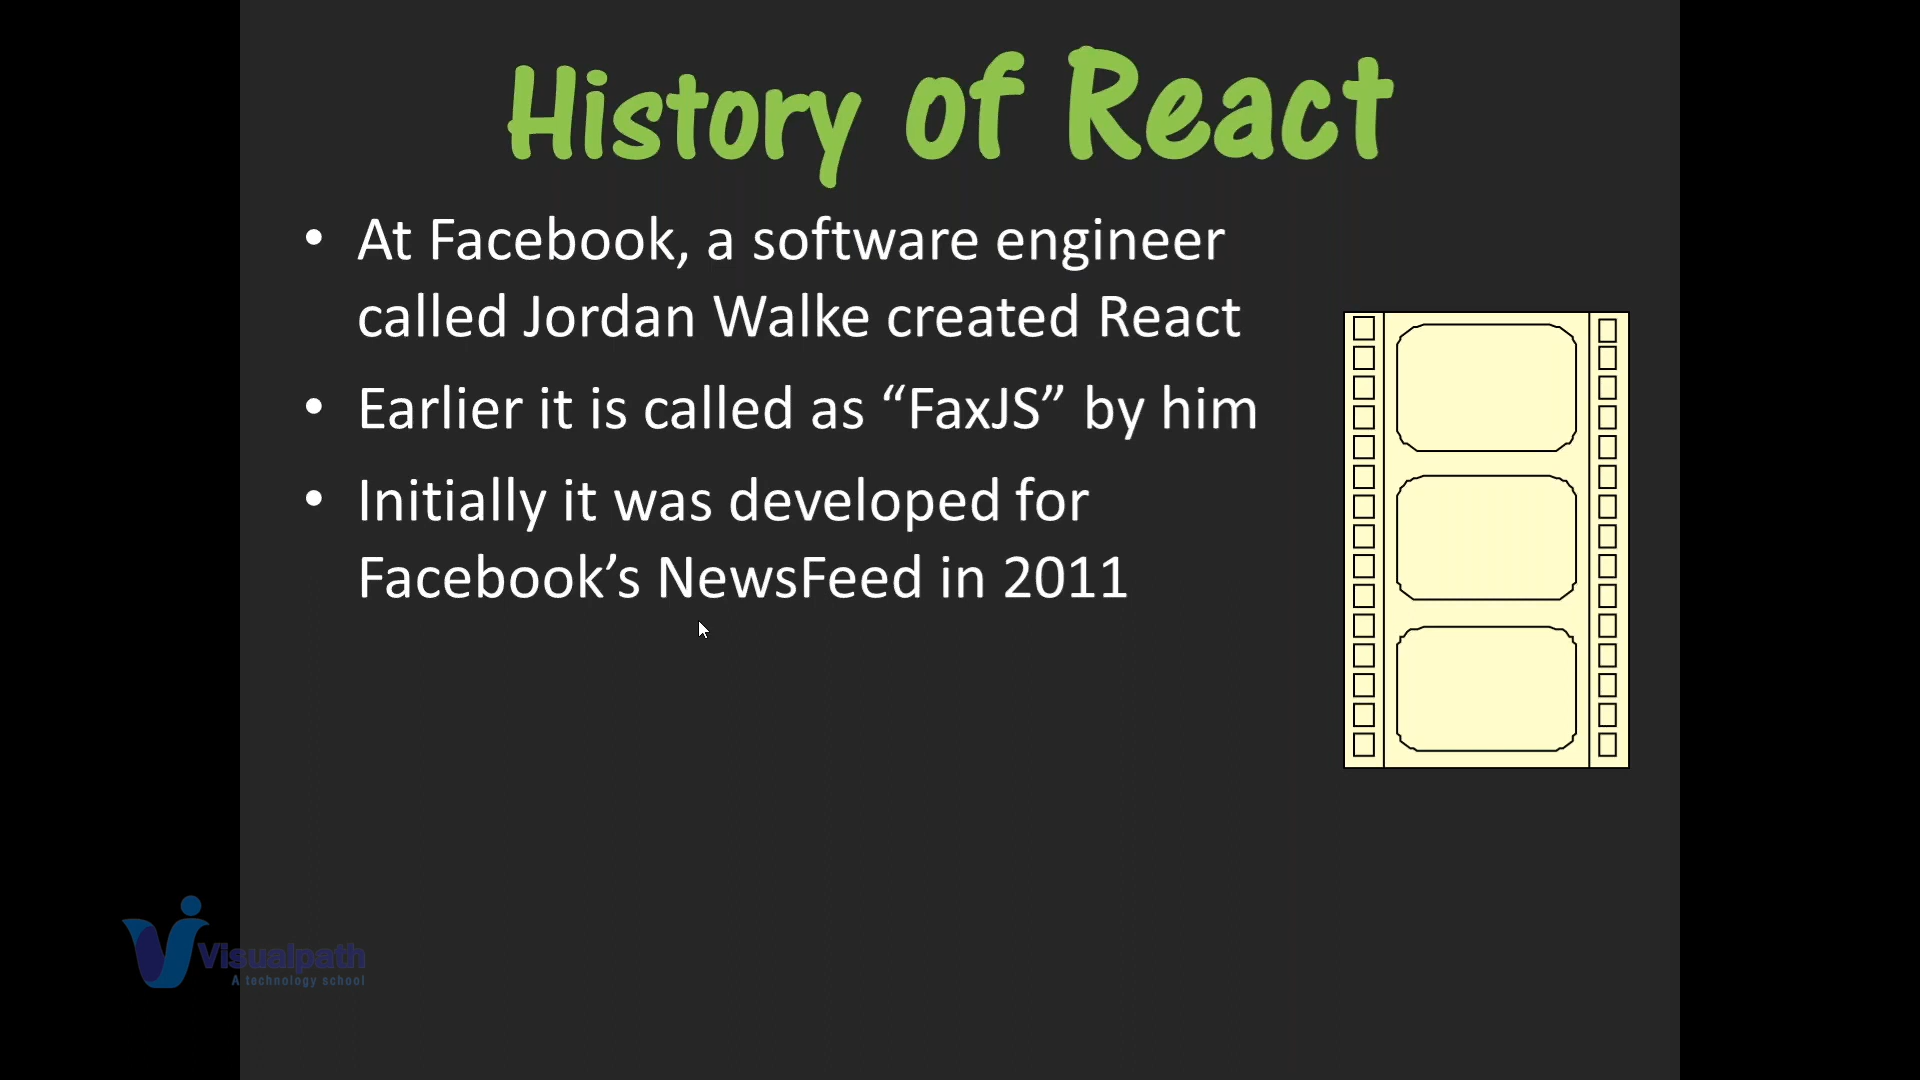 History of React
• At Facebook, a software engineer
called Jordan Walke created React
• Earlier it is called as “FaxJS” by him
• Initially it was developed for
Facebook’s NewsFeed in 2011
Visualpath
A technology school